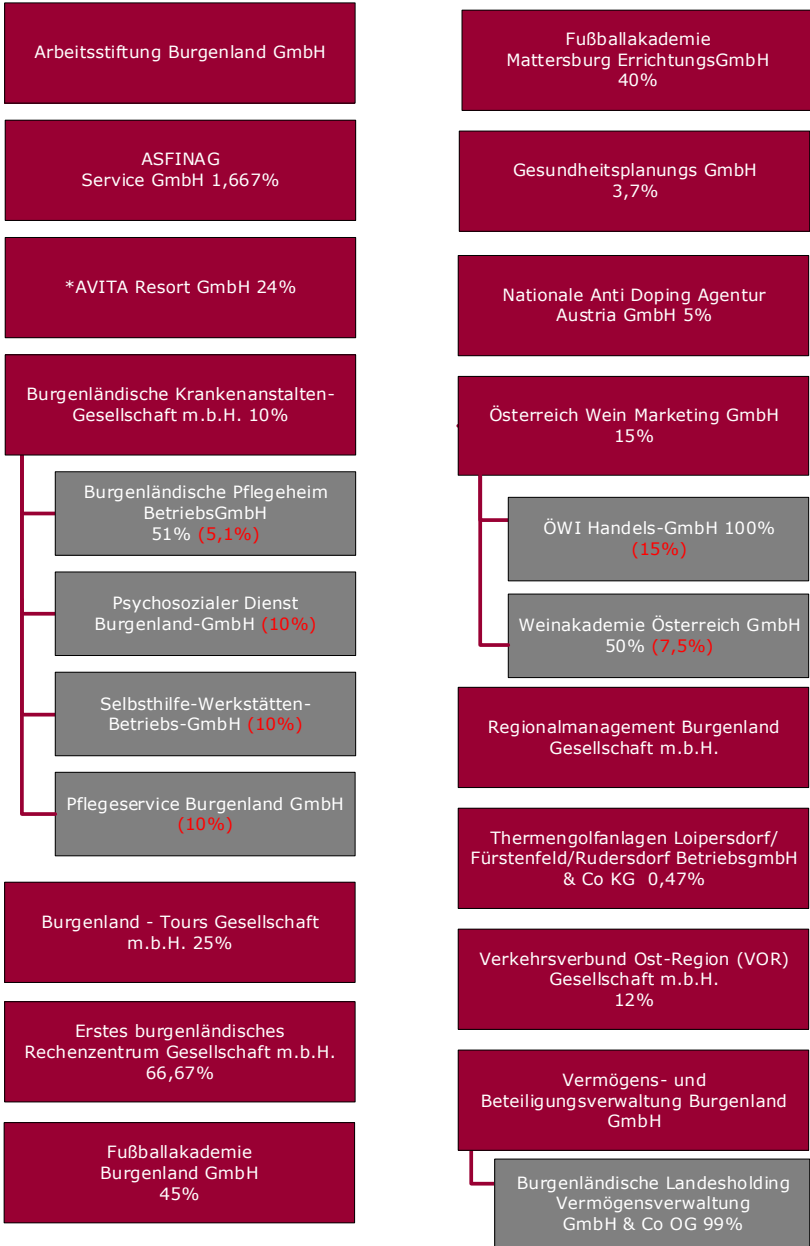 Arbeitsstiftung Burgenland GmbH
ASFINAG
Service GmbH 1,667%
*AVITA Resort GmbH 24%
Burgenländische Krankenanstalten-
Gesellschaft m.b.H. 10%
Burgenländische Pflegeheim
BetriebsGmbH
51% (5,1%)
Psychosozialer Dienst
Burgenland-GmbH (10%)
Selbsthilfe-Werkstätten-
Betriebs-GmbH (10%)
Pflegeservice Burgenland GmbH
(10%)
Burgenland - Tours Gesellschaft
m.b.H. 25%
Erstes burgenländisches
Rechenzentrum Gesellschaft m.b.H.
66,67%
Fußballakademie
Burgenland GmbH
45%
Fußballakademie
Mattersburg ErrichtungsGmbH
40%
Gesundheitsplanungs GmbH
3,7%
Nationale Anti Doping Agentur
Austria GmbH 5%
Österreich Wein Marketing GmbH
15%
ÖWI Handels-GmbH 100%
(15%)
Weinakademie Österreich GmbH
50% (7,5%)
Regionalmanagement Burgenland
Gesellschaft m.b.H.
Thermengolfanlagen Loipersdorf/
Fürstenfeld/Rudersdorf BetriebsgmbH
& Co KG 0,47%
Verkehrsverbund Ost-Region (VOR)
Gesellschaft m.b.H.
12%
Vermögens- und
Beteiligungsverwaltung Burgenland
GmbH
Burgenländische Landesholding
Vermögensverwaltung
GmbH & Co OG 99%